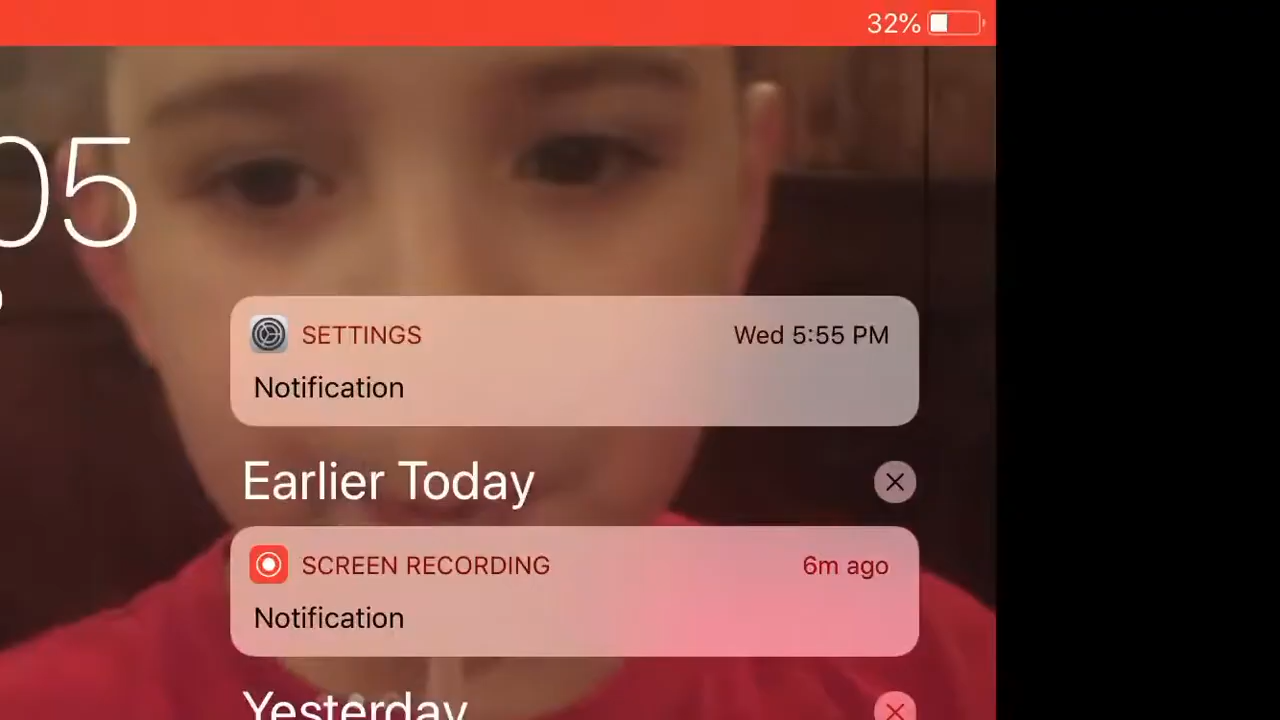 32%
05
SETTINGS
Wed 5:55 PM
Notification
Earlier Today
SCREEN RECORDING
6m ago
Notification
Yesterday